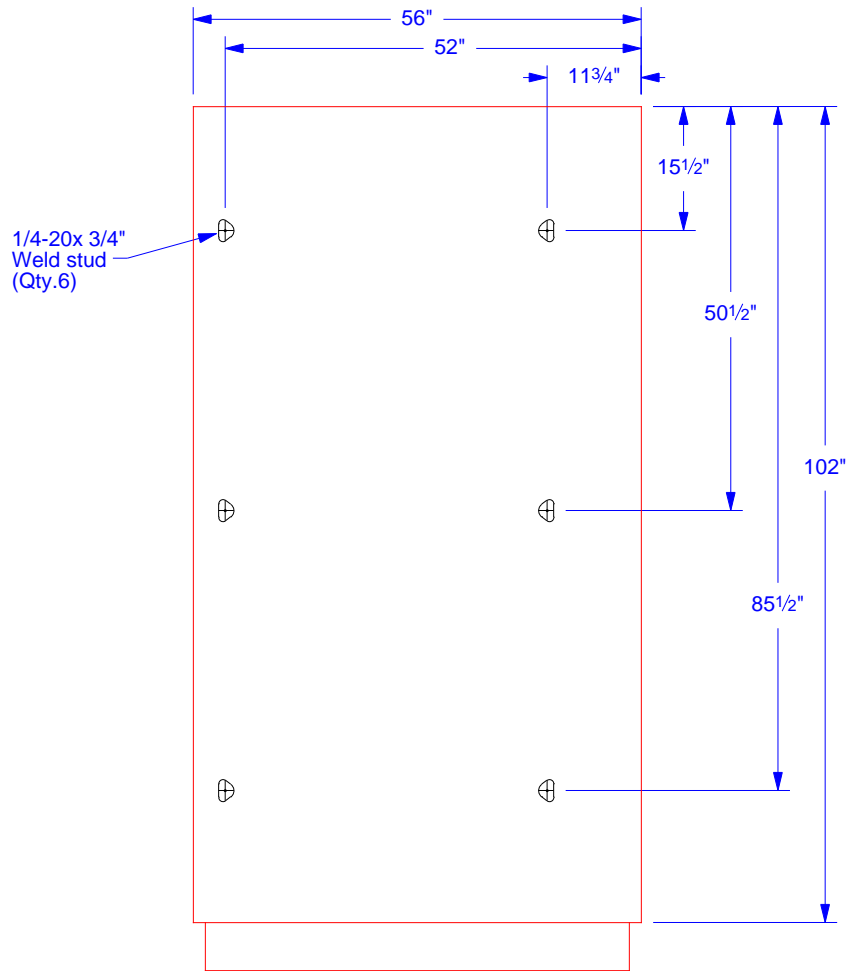 56"
52"
11 3/4"
15 1/2"
1/4-20x 3/4"
Weld stud
(Qty.6)
50 1/2"
102"
85 1/2"